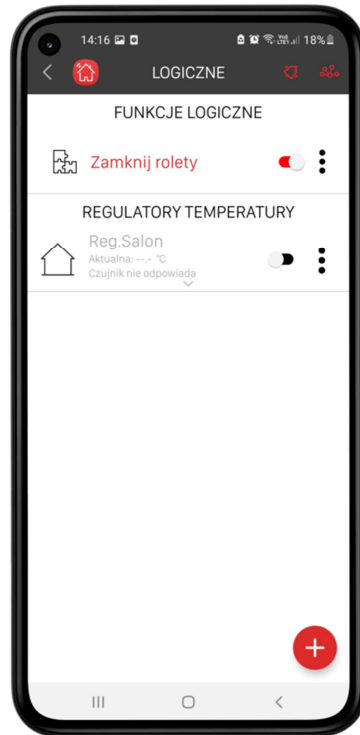 14:16 18%
LOGICZNE
FUNKCJE LOGICZNE
Zamknij rolety
REGULATORY TEMPERATURY
Reg.Salon
Aktualna: --.- °C
Czujnik nie odpowiada